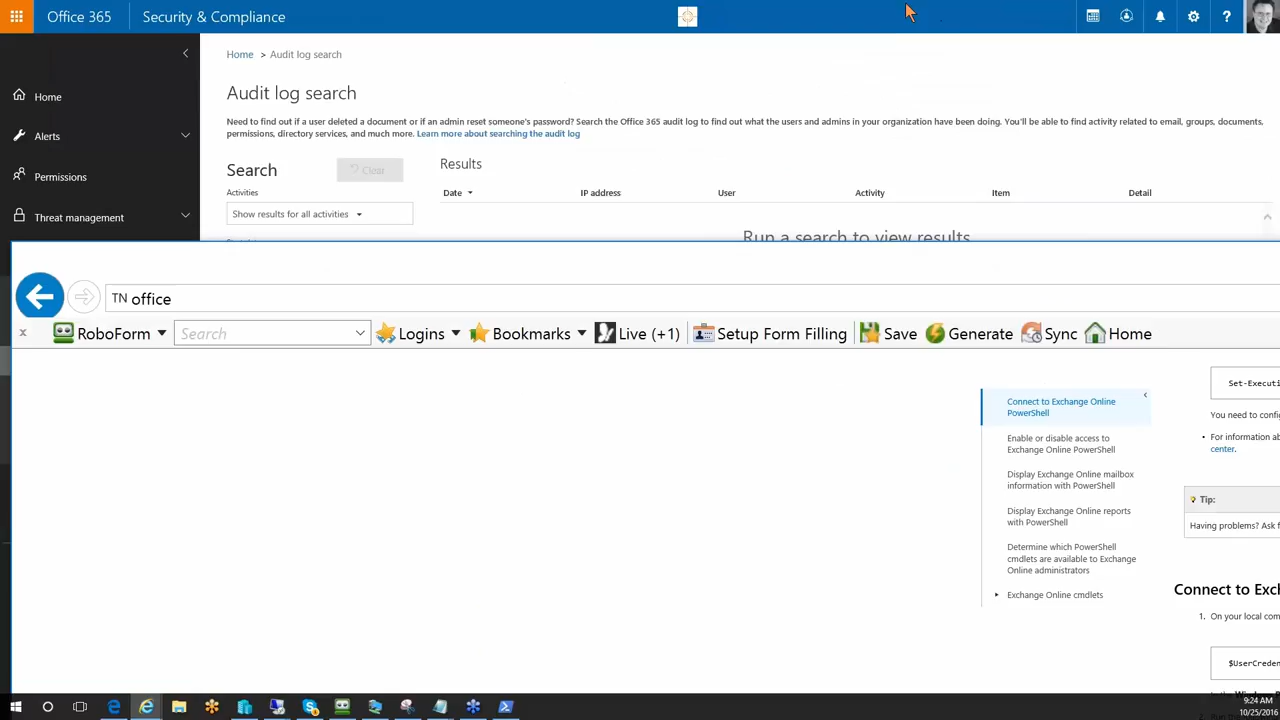 Office 365
Security & Compliance
?
Home
Alerts
Permissions
Threat management
Home > Audit log search
Audit log search
Need to find out if a user deleted a document or if an admin reset someone's password? Search the Office 365 audit log to find out what the users and admins in your organization have been doing. You'll be able to find activity related to email, groups, documents,
permissions, directory services, and much more. Learn more about searching the audit log
Search
Clear
Activities
Show results for all activities
Results
Date
IP address
User
Activity
Item
Detail
Run a search to view results
TN office
x
RoboForm
Search
Logins
Bookmarks
Live (+1)
Setup Form Filling
Save
Generate
Sync
Home
Connect to Exchange Online
PowerShell
Enable or disable access to
Exchange Online PowerShell
Display Exchange Online mailbox
information with PowerShell
Display Exchange Online reports
with PowerShell
Determine which PowerShell
cmdlets are available to Exchange
Online administrators
Exchange Online cmdlets
Set-Executi
You need to config
• For information ab
center.
Tip:
Having problems? Ask f
Connect to Exc
1. On your local com
$UserCreden
9:24 AM
10/25/2016